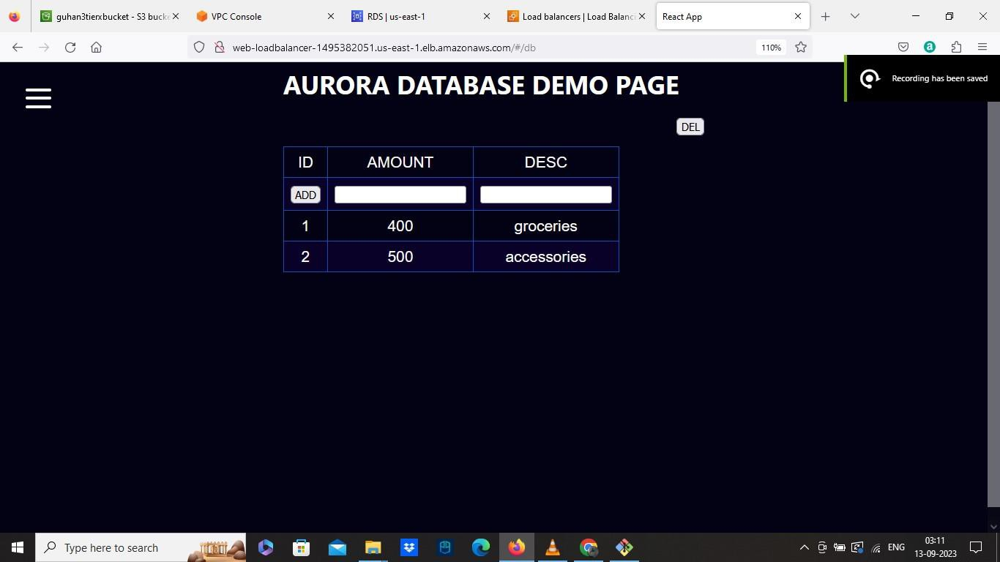 guhan3tierxbucket - S3 bucke
VPC Console
RDS | us-east-1
Load balancers | Load Balanci
React App
web-loadbalancer-1495382051.us-east-1.elb.amazonaws.com/#/db
110%
Recording has been saved
AURORA DATABASE DEMO PAGE
DEL
ID AMOUNT DESC
ADD
1 400 groceries
2 500 accessories
Type here to search
ENG
03:11
13-09-2023